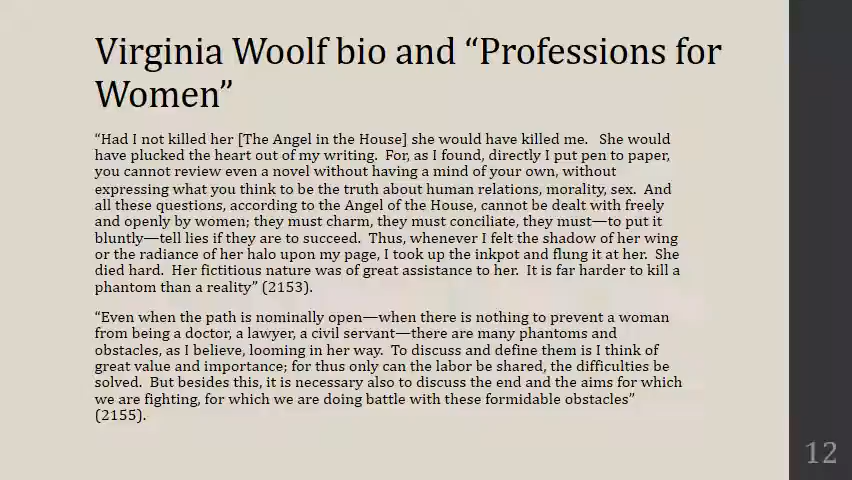 Virginia Woolf bio and “Professions for
Women”
“Had I not killed her [The Angel in the House] she would have killed me.   She would
have plucked the heart out of my writing.  For, as I found, directly I put pen to paper,
you cannot review even a novel without having a mind of your own, without
expressing what you think to be the truth about human relations, morality, sex.  And
all these questions, according to the Angel of the House, cannot be dealt with freely
and openly by women; they must charm, they must conciliate, they must—to put it
bluntly—tell lies if they are to succeed.  Thus, whenever I felt the shadow of her wing
or the radiance of her halo upon my page, I took up the inkpot and flung it at her.  She
died hard.  Her fictitious nature was of great assistance to her.  It is far harder to kill a
phantom than a reality” (2153).
“Even when the path is nominally open—when there is nothing to prevent a woman
from being a doctor, a lawyer, a civil servant—there are many phantoms and
obstacles, as I believe, looming in her way.  To discuss and define them is I think of
great value and importance; for thus only can the labor be shared, the difficulties be
solved.  But besides this, it is necessary also to discuss the end and the aims for which
we are fighting, for which we are doing battle with these formidable obstacles”
(2155).
12